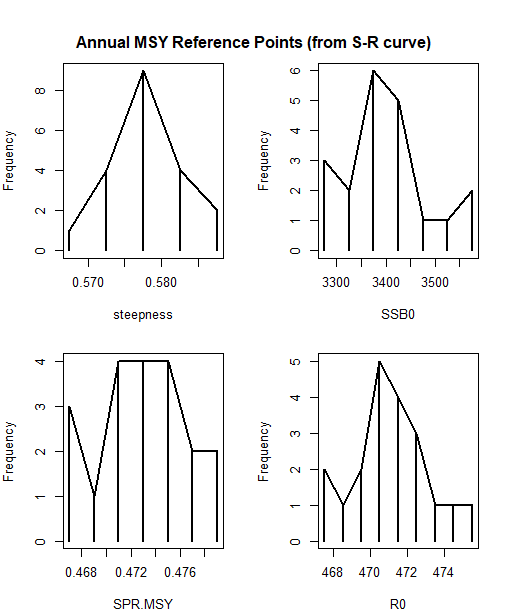 Annual MSY Reference Points (from S-R curve)
Frequency
0 2 4 6 8
0.570 0.580
steepness
Frequency
0 1 2 3 4 5 6
3300 3400 3500
SSB0
Frequency
0 1 2 3 4
0.468 0.472 0.476
SPR.MSY
Frequency
0 1 2 3 4 5
468 470 472 474
R0